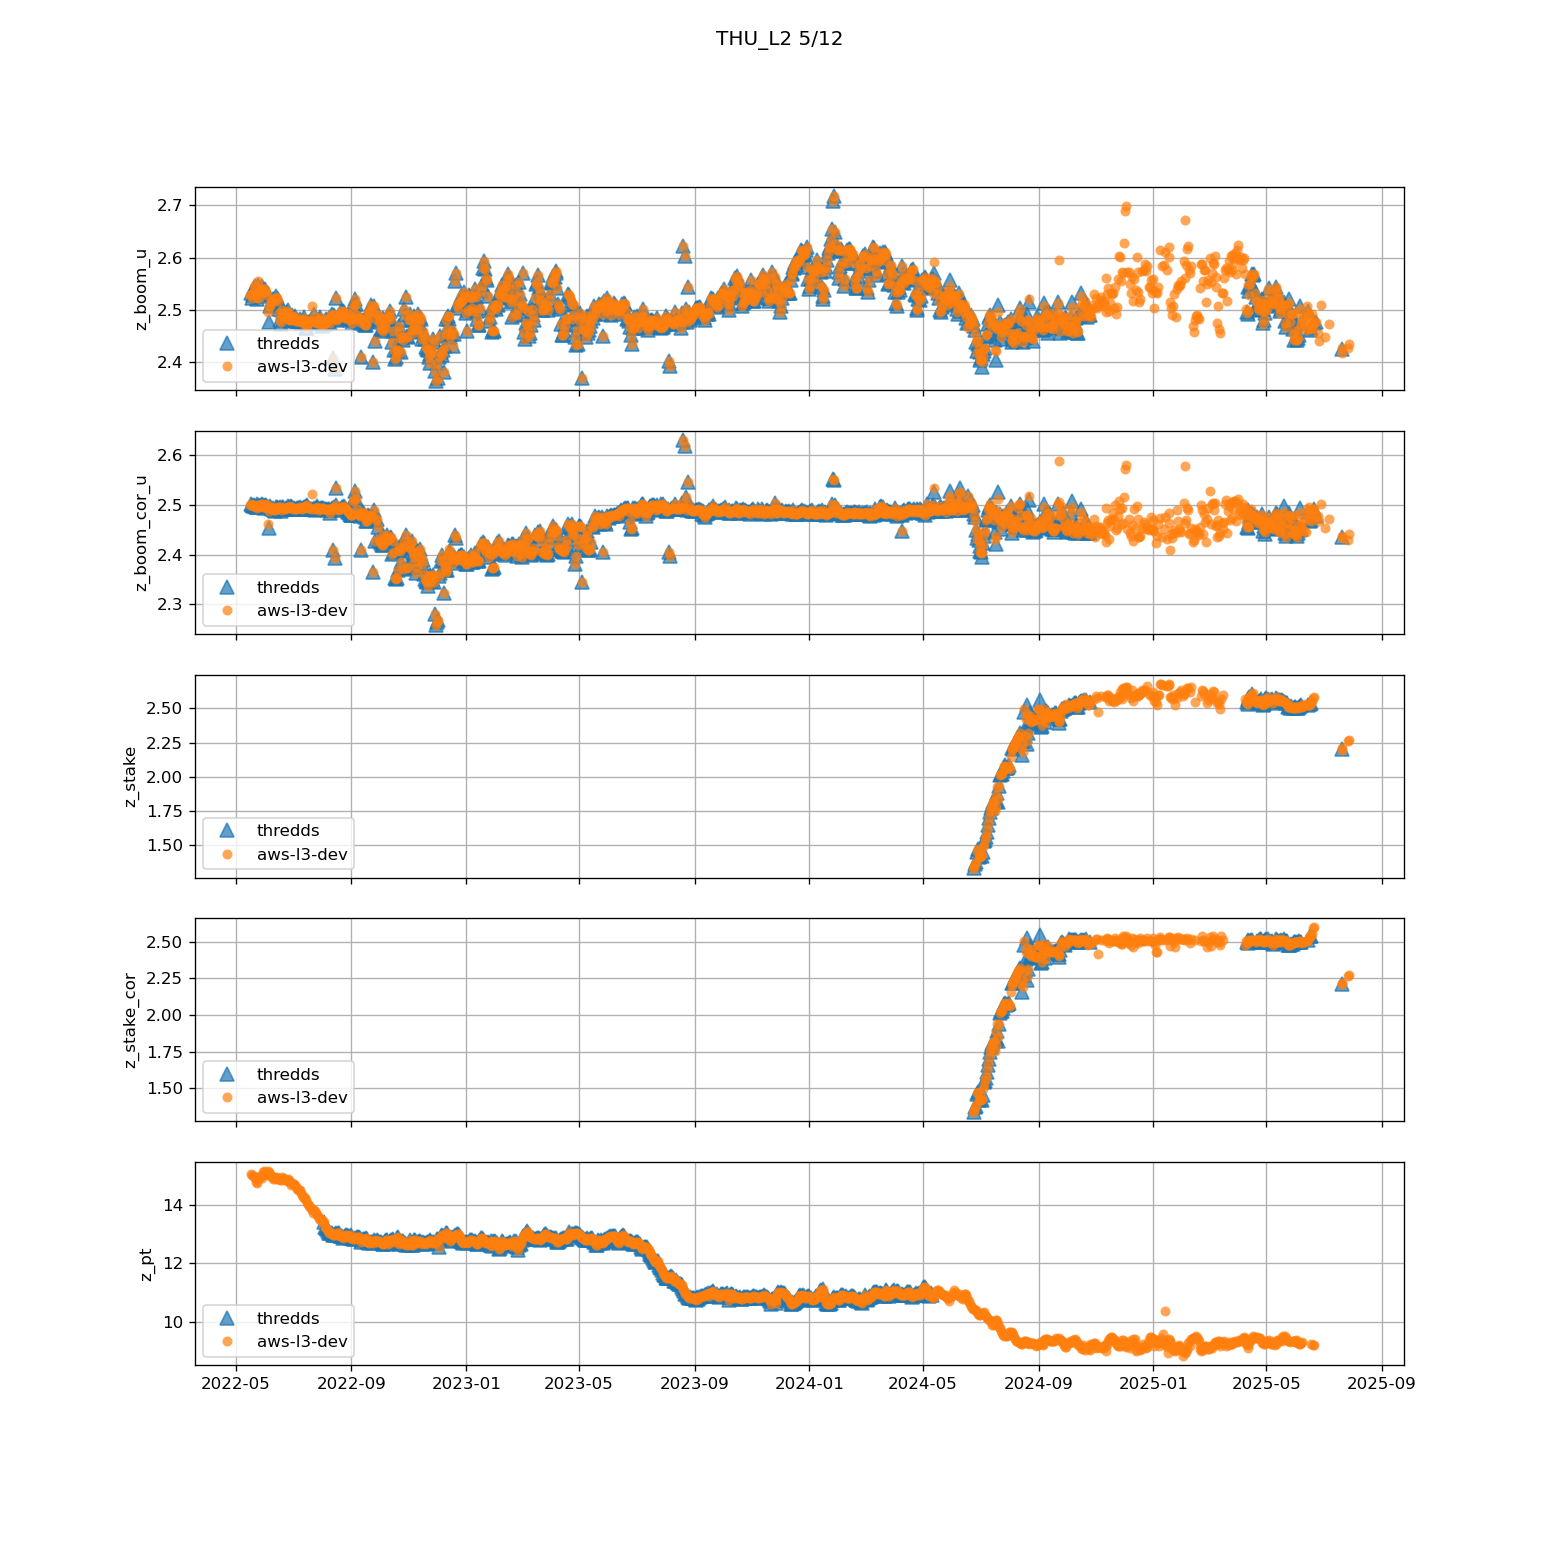 THU_L2 5/12
z_boom_u
2.7
2.6
2.5
2.4
thredds
aws-l3-dev
z_boom_cor_u
2.6
2.5
2.4
2.3
thredds
aws-l3-dev
z_stake
2.50
2.25
2.00
1.75
1.50
thredds
aws-l3-dev
z_stake_cor
2.50
2.25
2.00
1.75
1.50
thredds
aws-l3-dev
z_pt
14
12
10
thredds
aws-l3-dev
2022-05 2022-09 2023-01 2023-05 2023-09 2024-01 2024-05 2024-09 2025-01 2025-05 2025-09